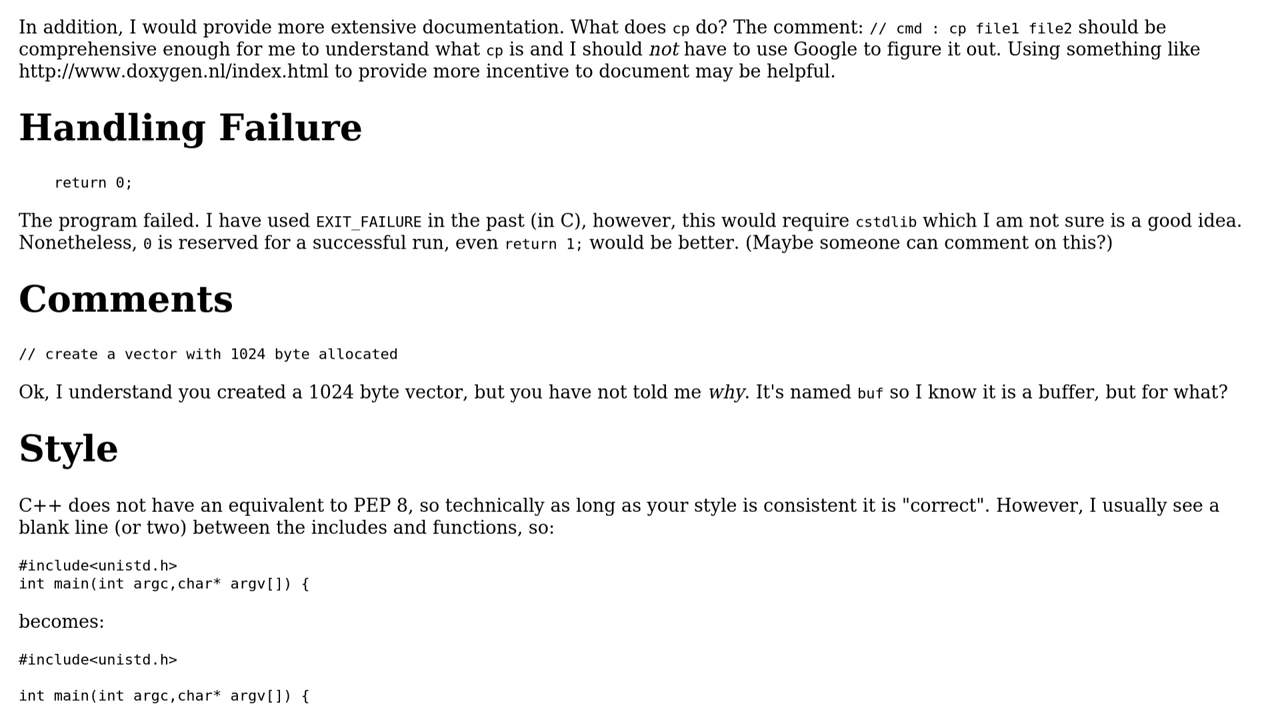 In addition, I would provide more extensive documentation. What does cp do? The comment: // cmd : cp file1 file2 should be
comprehensive enough for me to understand what cp is and I should not have to use Google to figure it out. Using something like
http://www.doxygen.nl/index.html to provide more incentive to document may be helpful.
Handling Failure
return 0;
The program failed. I have used EXIT_FAILURE in the past (in C), however, this would require cstdlib which I am not sure is a good idea.
Nonetheless, 0 is reserved for a successful run, even return 1; would be better. (Maybe someone can comment on this?)
Comments
// create a vector with 1024 byte allocated
Ok, I understand you created a 1024 byte vector, but you have not told me why. It's named buf so I know it is a buffer, but for what?
Style
C++ does not have an equivalent to PEP 8, so technically as long as your style is consistent it is "correct". However, I usually see a
blank line (or two) between the includes and functions, so:
#include<unistd.h>
int main(int argc,char* argv[]) {
becomes:
#include<unistd.h>
int main(int argc,char* argv[]) {